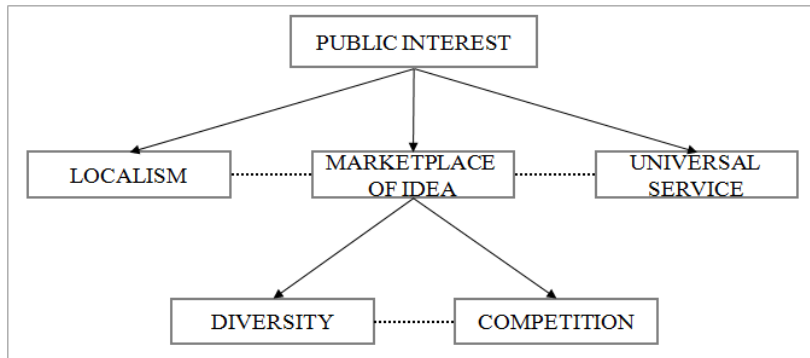 PUBLIC INTEREST
LOCALISM
MARKETPLACE
OF IDEA
UNIVERSAL
SERVICE
DIVERSITY
COMPETITION